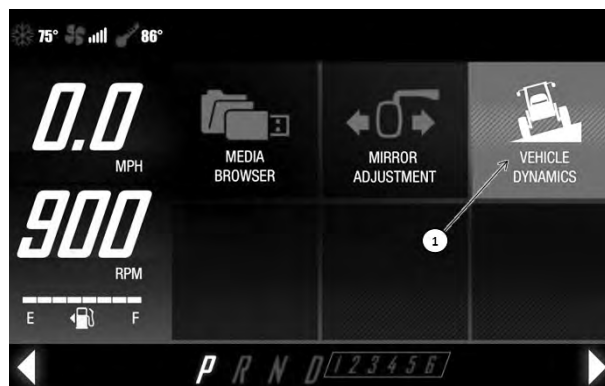 75° 86°
0.0
MPH
900
RPM
E F
MEDIA
BROWSER
MIRROR
ADJUSTMENT
VEHICLE
DYNAMICS
1
P R N D 1 2 3 4 5 6